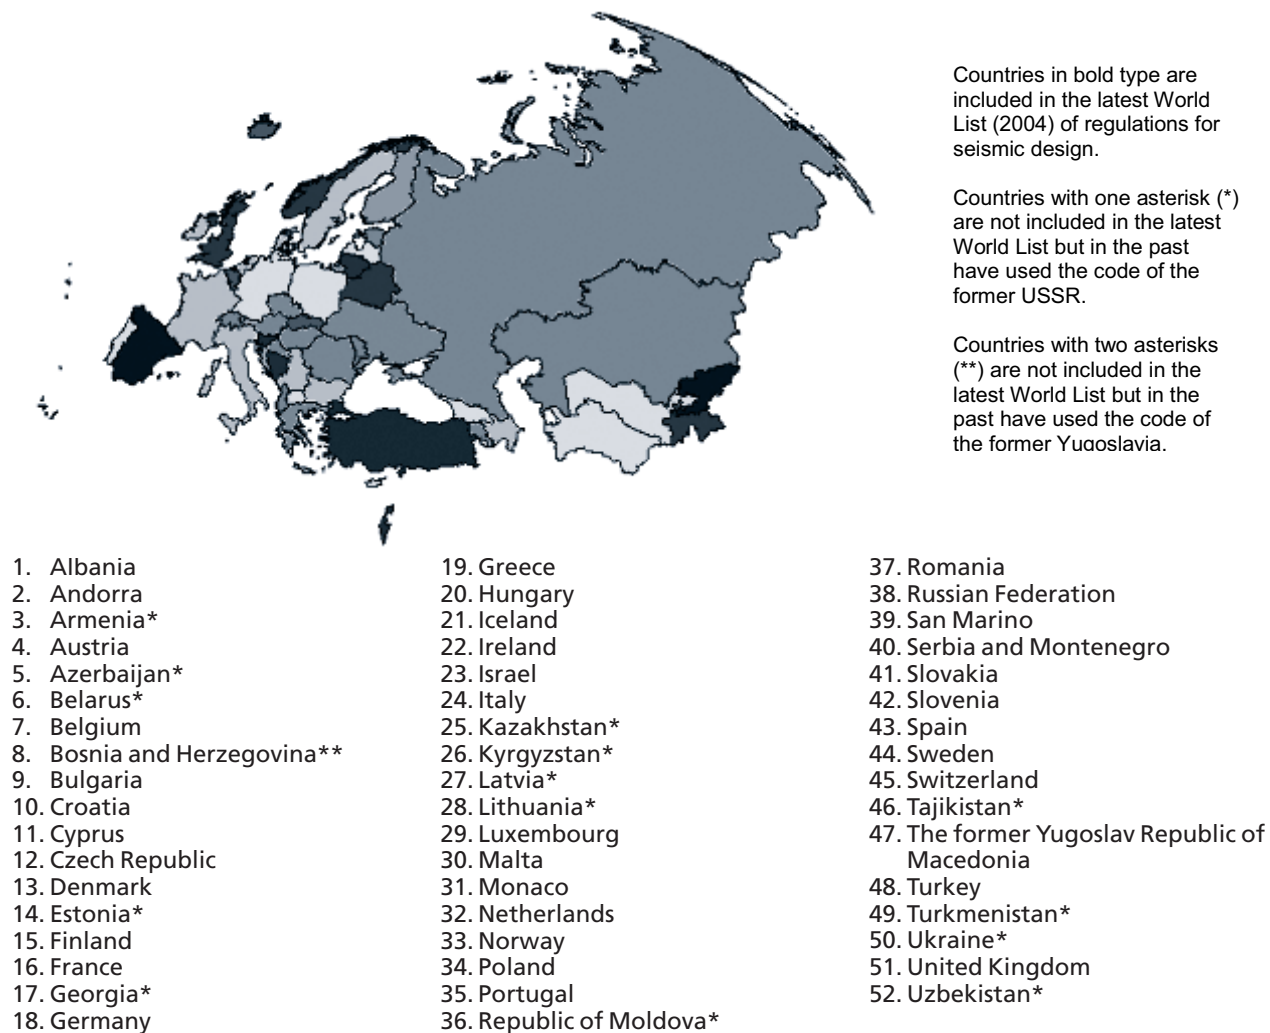 Countries in bold type are
included in the latest World
List (2004) of regulations for
seismic design.
Countries with one asterisk (*)
are not included in the latest
World List but in the past
have used the code of the
former USSR.
Countries with two asterisks
(**) are not included in the
latest World List but in the
past have used the code of
the former Yugoslavia.
1. Albania
2. Andorra
3. Armenia*
4. Austria
5. Azerbaijan*
6. Belarus*
7. Belgium
8. Bosnia and Herzegovina**
9. Bulgaria
10. Croatia
11. Cyprus
12. Czech Republic
13. Denmark
14. Estonia*
15. Finland
16. France
17. Georgia*
18. Germany
19. Greece
20. Hungary
21. Iceland
22. Ireland
23. Israel
24. Italy
25. Kazakhstan*
26. Kyrgyzstan*
27. Latvia*
28. Lithuania*
29. Luxembourg
30. Malta
31. Monaco
32. Netherlands
33. Norway
34. Poland
35. Portugal
36. Republic of Moldova*
37. Romania
38. Russian Federation
39. San Marino
40. Serbia and Montenegro
41. Slovakia
42. Slovenia
43. Spain
44. Sweden
45. Switzerland
46. Tajikistan*
47. The former Yugoslav Republic of
Macedonia
48. Turkey
49. Turkmenistan*
50. Ukraine*
51. United Kingdom
52. Uzbekistan*